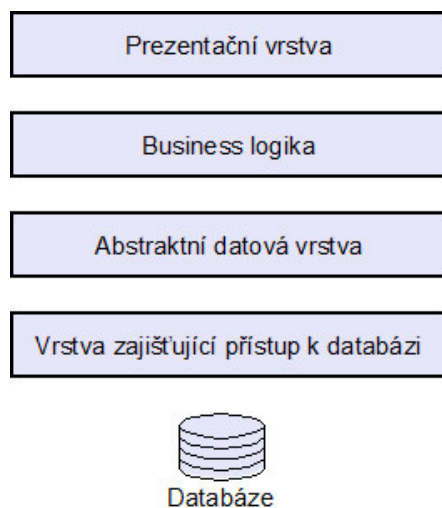 Prezentační vrstva
Business logika
Abstraktní datová vrstva
Vrstva zajišťující přístup k databázi
Databáze